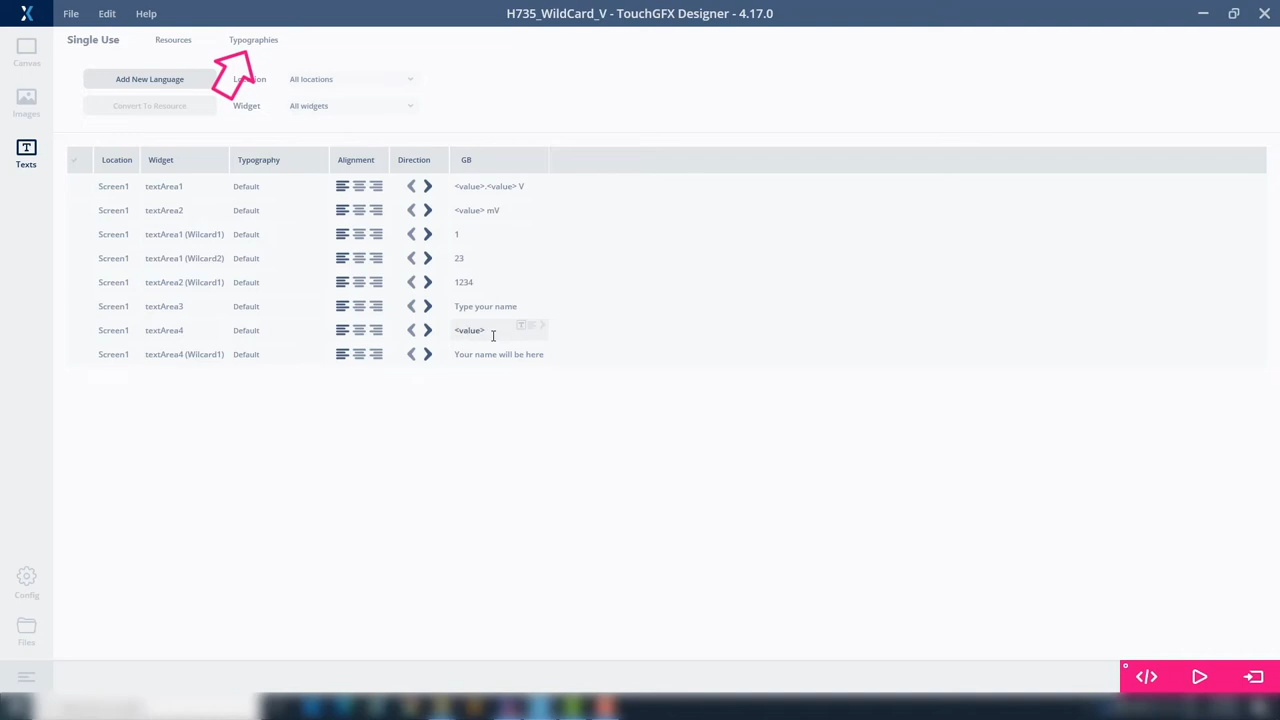 File Edit Help H735_WildCard_V - TouchGFX Designer - 4.17.0
Canvas
Images
Texts
Config
Files
Single Use Resources Typographies
Add New Language Location All locations
Convert To Resource Widget All widgets
Location Widget Typography Alignment Direction GB
Screen1 textArea1 Default <value>.<value> V
Screen1 textArea2 Default <value> mV
Screen1 textArea1 (Wilcard1) Default 1
Screen1 textArea1 (Wilcard2) Default 23
Screen1 textArea2 (Wilcard1) Default 1234
Screen1 textArea3 Default Type your name
Screen1 textArea4 Default <value>
Screen1 textArea4 (Wilcard1) Default Your name will be here